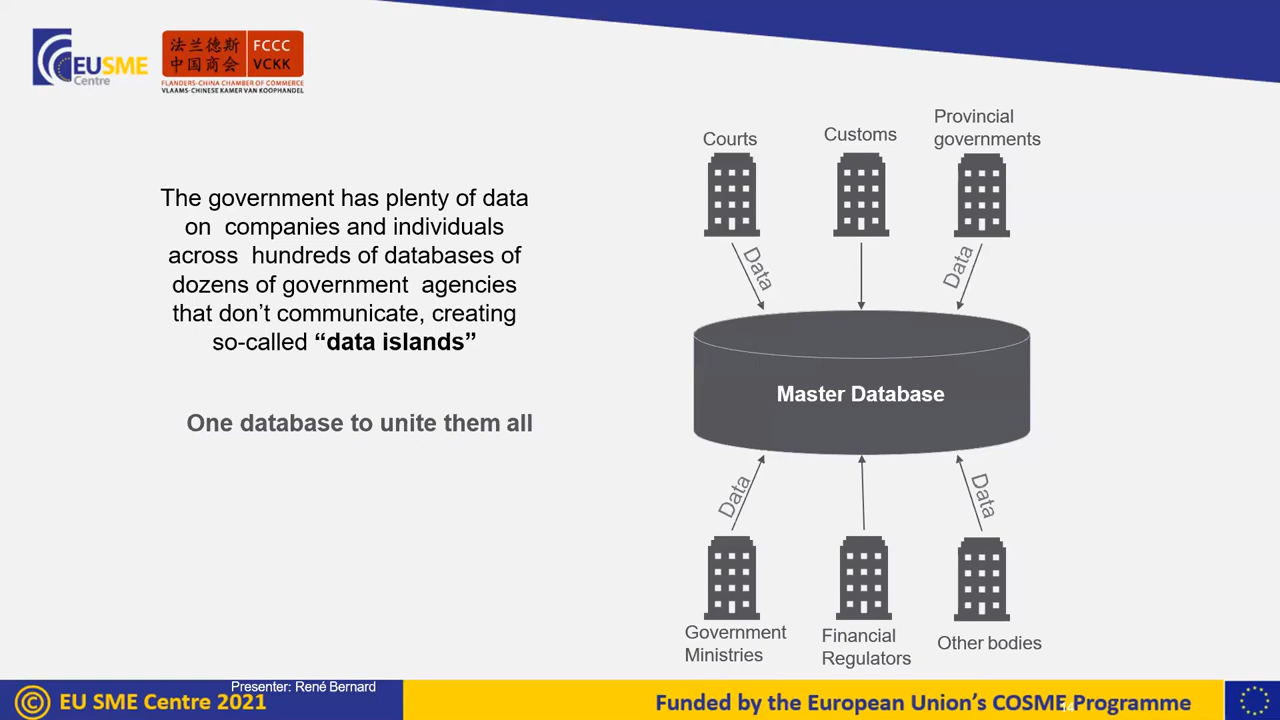 EUSME
Centre
法兰德斯
中国商会
FCCC
VCKK
FLANDERS-CHINA CHAMBER OF COMMERCE
VLAAMS-CHINESE KAMER VAN KOOPHANDEL
The government has plenty of data
on companies and individuals
across hundreds of databases of
dozens of government agencies
that don’t communicate, creating
so-called “data islands”
One database to unite them all
Courts
Customs
Provincial
governments
Data
Data
Master Database
Data
Data
Government
Ministries
Financial
Regulators
Other bodies
Presenter: René Bernard
© EU SME Centre 2021
Funded by the European Union’s COSME Programme
14